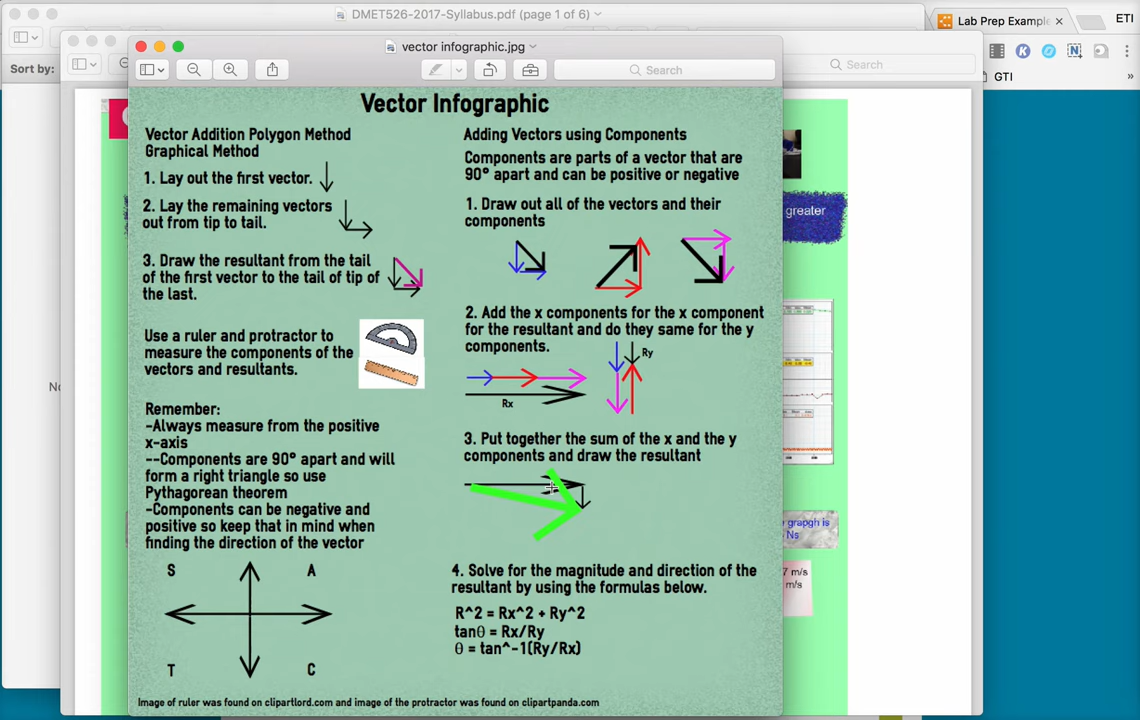 DMET526-2017-Syllabus.pdf (page 1 of 6)
Lab Prep Example
ETI
vector infographic.jpg
Search
Search
GTI
Sort by:
No
greater
grapgh is
Ns
7 m/s
m/s
Vector Infographic
Vector Addition Polygon Method
Graphical Method
1. Lay out the first vector.
2. Lay the remaining vectors
out from tip to tail.
3. Draw the resultant from the tail
of the first vector to the tail of tip of
the last.
Use a ruler and protractor to
measure the components of the
vectors and resultants.
Remember:
-Always measure from the positive
x-axis
--Components are 90° apart and will
form a right triangle so use
Pythagorean theorem
-Components can be negative and
positive so keep that in mind when
finding the direction of the vector
S
A
T
C
Adding Vectors using Components
Components are parts of a vector that are
90° apart and can be positive or negative
1. Draw out all of the vectors and their
components
2. Add the x components for the x component
for the resultant and do they same for the y
components.
Ry
Rx
3. Put together the sum of the x and the y
components and draw the resultant
4. Solve for the magnitude and direction of the
resultant by using the formulas below.
R^2 = Rx^2 + Ry^2
tanθ = Rx/Ry
θ = tan^-1(Ry/Rx)
Image of ruler was found on clipartlord.com and image of the protractor was found on clipartpanda.com